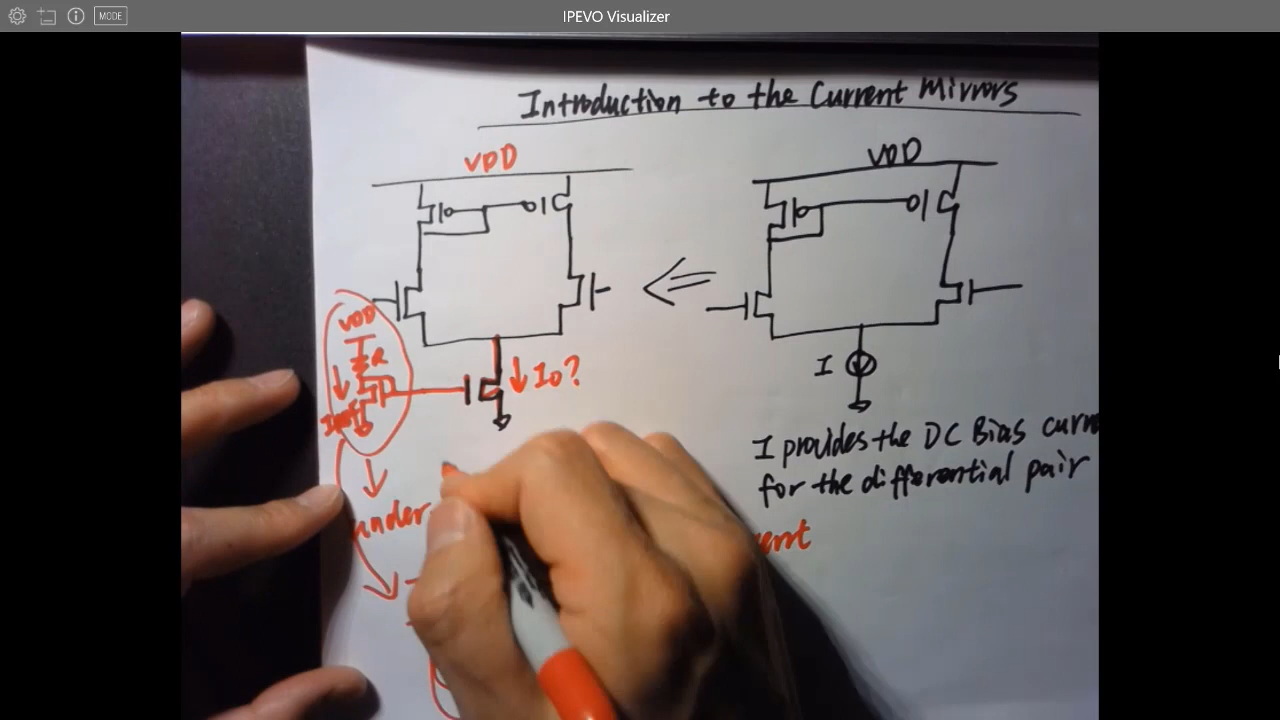 MODE
IPEVO Visualizer
Introduction to the Current Mirrors
VDD
VDD
VDD
R
Io?
I
I provides the DC Bias curr
for the differential pair
under